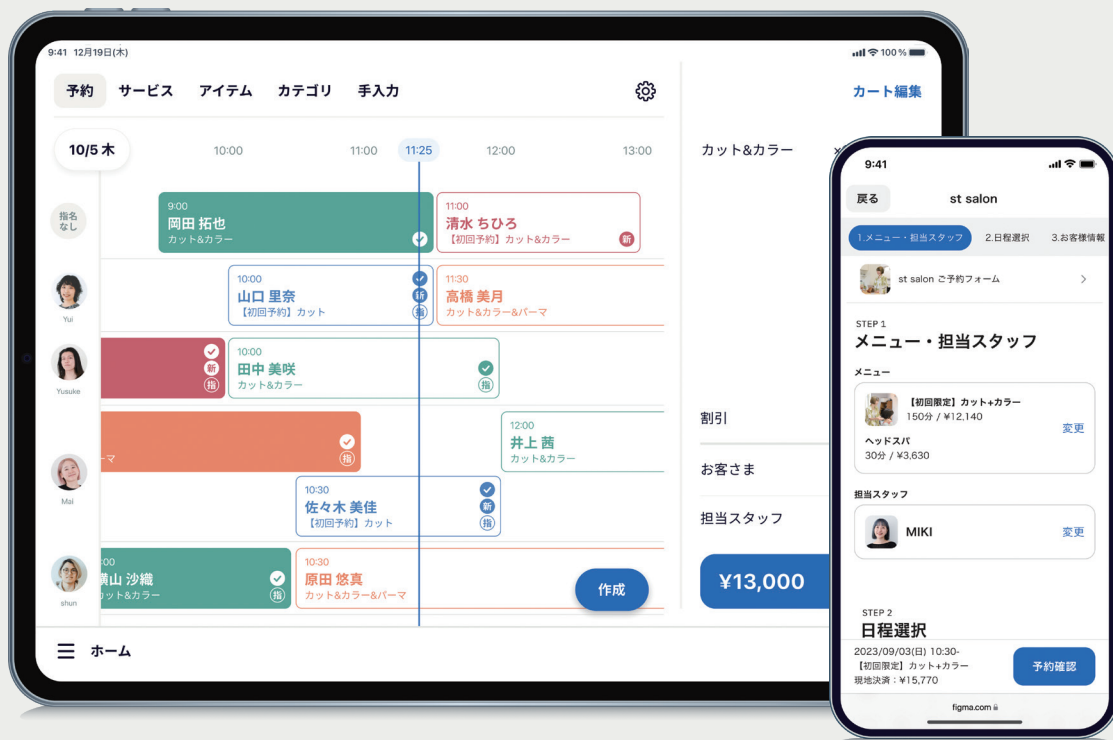 9:41 12月19日(木)
100%
予約 サービス アイテム カテゴリ 手入力
カート編集
10/5 木
10:00 11:00 11:25 12:00 13:00
カット&カラー
指名
なし
9:00
岡田 拓也
カット&カラー
11:00
清水 ちひろ
【初回予約】カット&カラー
新
Yui
10:00
山口 里奈
【初回予約】カット
新
指
11:30
高橋 美月
カット&カラー&パーマ
Yusuke
新
指
10:00
田中 美咲
カット&カラー
指
Mai
ーマ
指
12:00
井上 茜
カット&カラー
10:30
佐々木 美佳
【初回予約】カット
新
指
shun
:00
横山 沙織
カット&カラー
指
10:30
原田 悠真
カット&カラー&パーマ
作成
割引
お客さま
担当スタッフ
¥13,000
ホーム
9:41
戻る st salon
1.メニュー・担当スタッフ 2.日程選択 3.お客様情報
st salon ご予約フォーム
STEP 1
メニュー・担当スタッフ
メニュー
【初回限定】カット+カラー
150分 / ¥12,140
変更
ヘッドスパ
30分 / ¥3,630
担当スタッフ
MIKI
変更
STEP 2
日程選択
2023/09/03(日) 10:30-
【初回限定】カット+カラー
現地決済：¥15,770
予約確認
figma.com